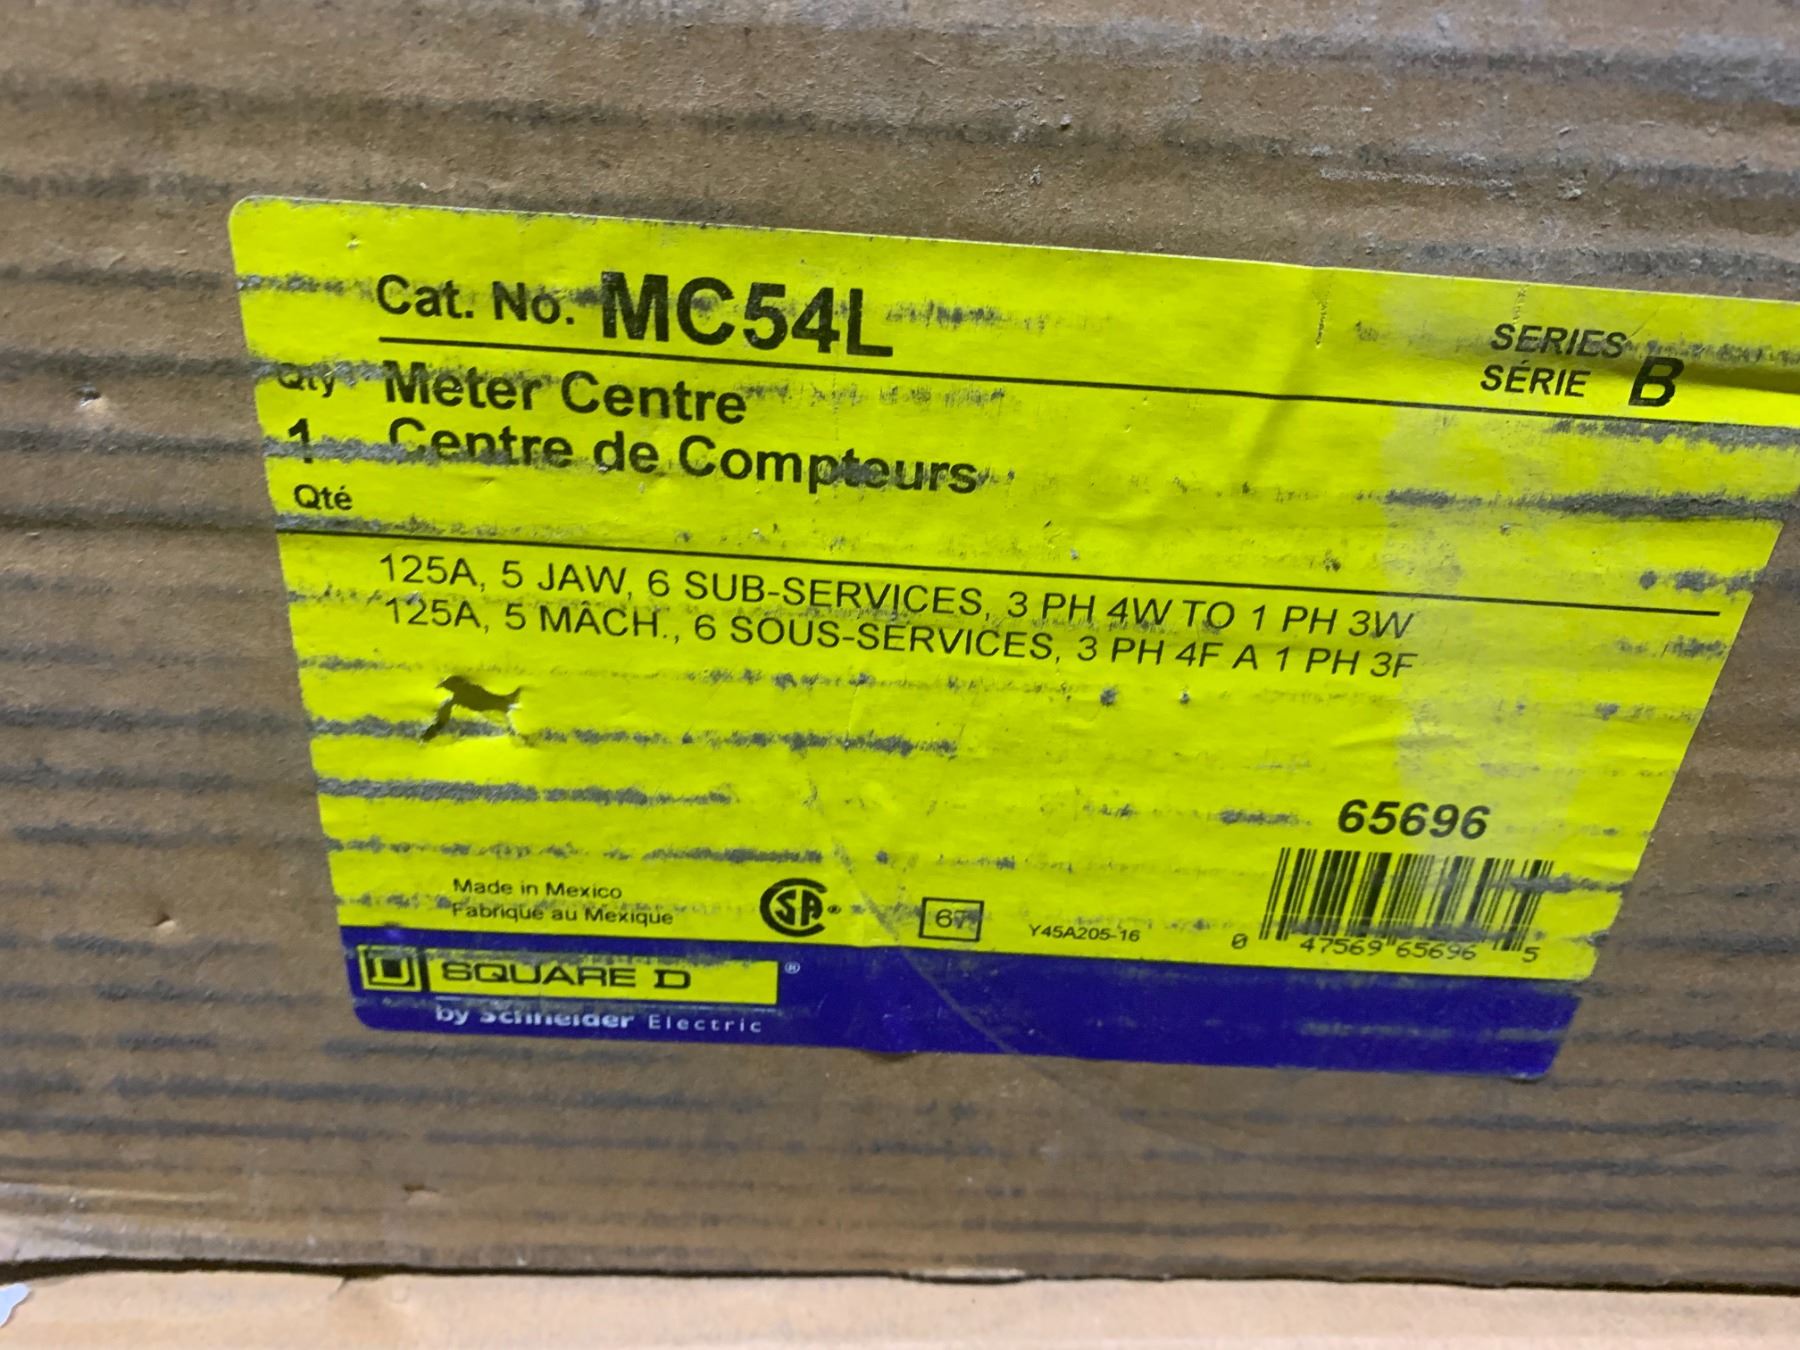 Cat. No. MC54L
SERIES
SÉRIE B
Qty Meter Centre
1 Centre de Compteurs
Qté
125A, 5 JAW, 6 SUB-SERVICES, 3 PH 4W TO 1 PH 3W
125A, 5 MÂCH., 6 SOUS-SERVICES, 3 PH 4F A 1 PH 3F
65696
Made in Mexico
Fabriqué au Mexique
SA ®
Y45A205-16
0 47569 65696 5
SQUARE D ®
by Schneider Electric